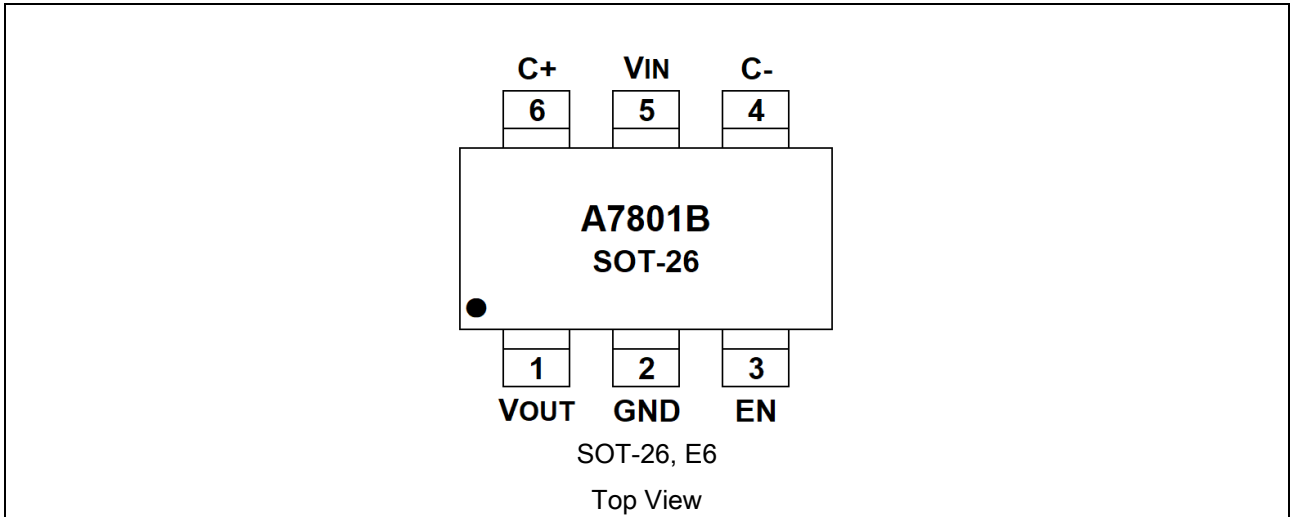 C+ VIN C-
6 5 4
A7801B
SOT-26
1 2 3
VOUT GND EN
SOT-26, E6
Top View